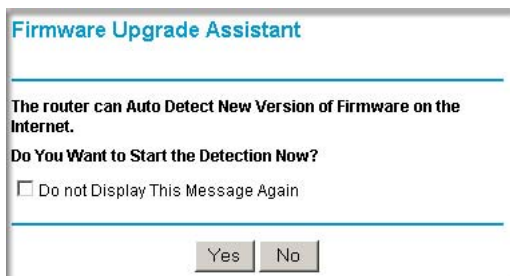 Firmware Upgrade Assistant
The router can Auto Detect New Version of Firmware on the
Internet.
Do You Want to Start the Detection Now?
Do not Display This Message Again
Yes No